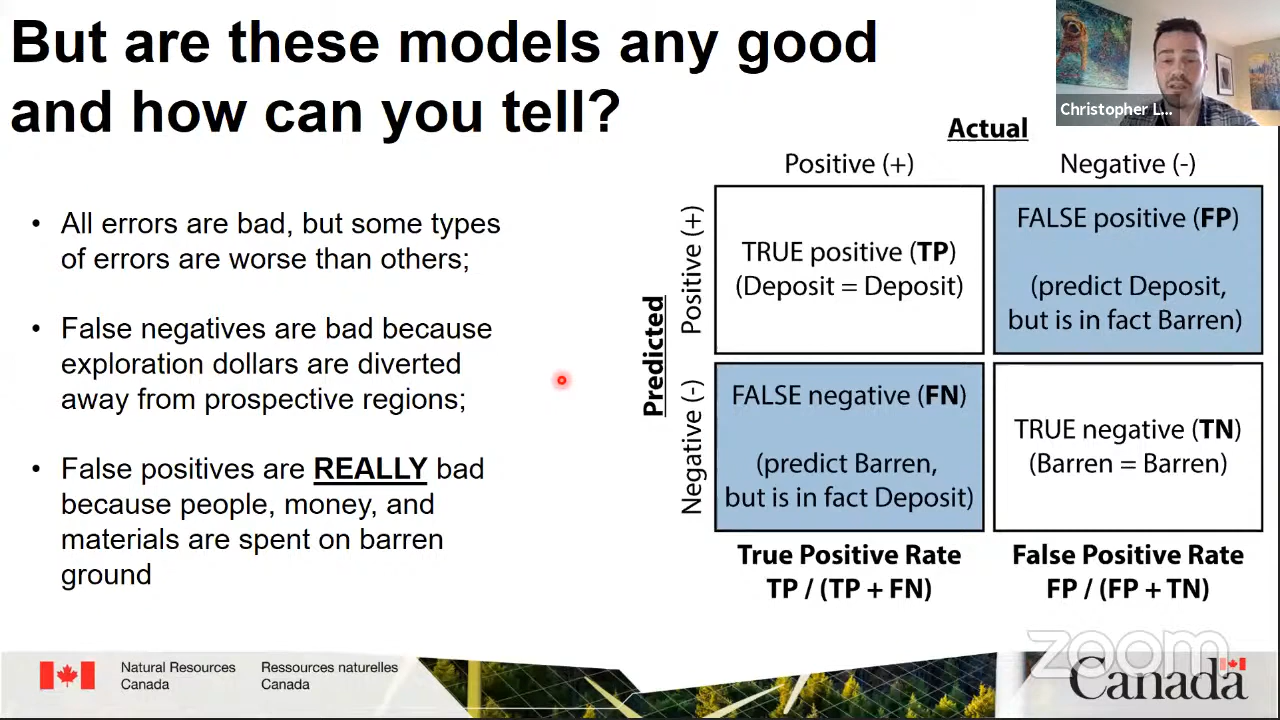 But are these models any good
and how can you tell?
Christopher L...
• All errors are bad, but some types
of errors are worse than others;
• False negatives are bad because
exploration dollars are diverted
away from prospective regions;
• False positives are REALLY bad
because people, money, and
materials are spent on barren
ground
Actual
Positive (+)
Negative (-)
Predicted
Positive (+)
TRUE positive (TP)
(Deposit = Deposit)
FALSE positive (FP)
(predict Deposit,
but is in fact Barren)
Negative (-)
FALSE negative (FN)
(predict Barren,
but is in fact Deposit)
TRUE negative (TN)
(Barren = Barren)
True Positive Rate
TP / (TP + FN)
False Positive Rate
FP / (FP + TN)
Natural Resources
Canada
Ressources naturelles
Canada
zoom
Canada